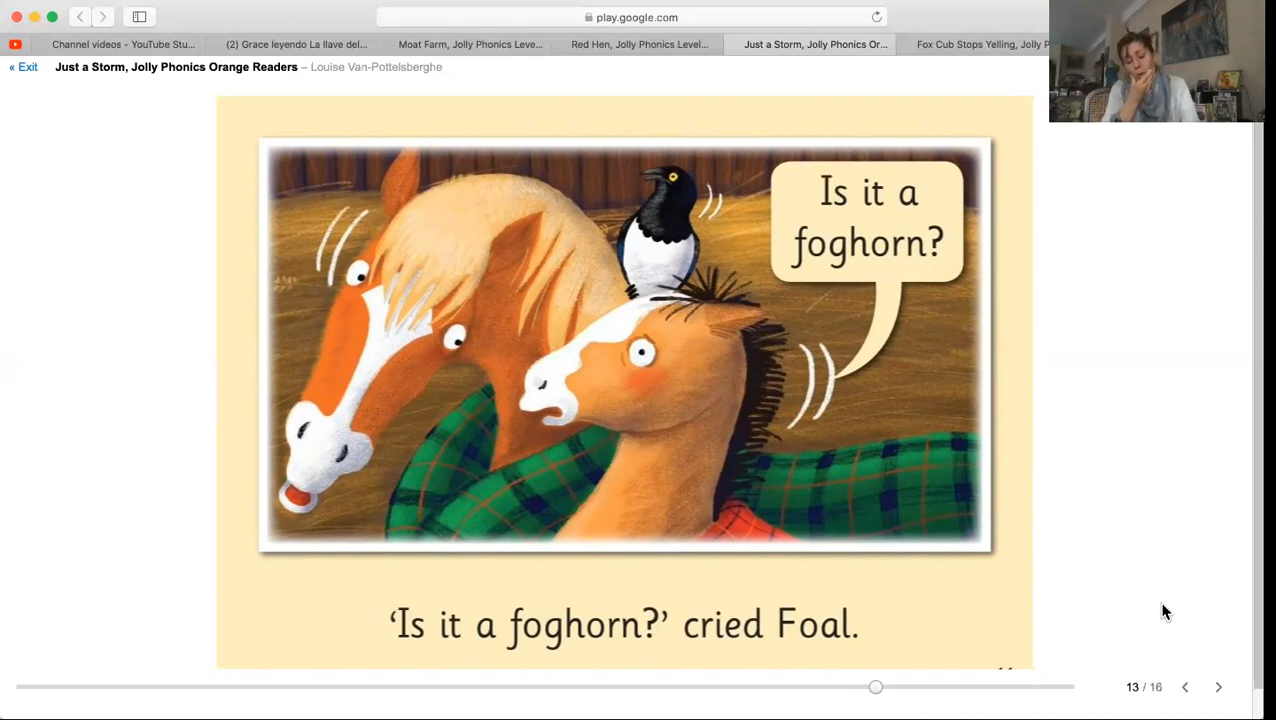 play.google.com
Channel videos - YouTube Stu...
(2) Grace leyendo La llave del...
Moat Farm, Jolly Phonics Leve...
Red Hen, Jolly Phonics Level...
Just a Storm, Jolly Phonics Or...
Fox Cub Stops Yelling, Jolly P
« Exit Just a Storm, Jolly Phonics Orange Readers – Louise Van-Pottelsberghe
Is it a
foghorn?
‘Is it a foghorn?’ cried Foal.
13 / 16